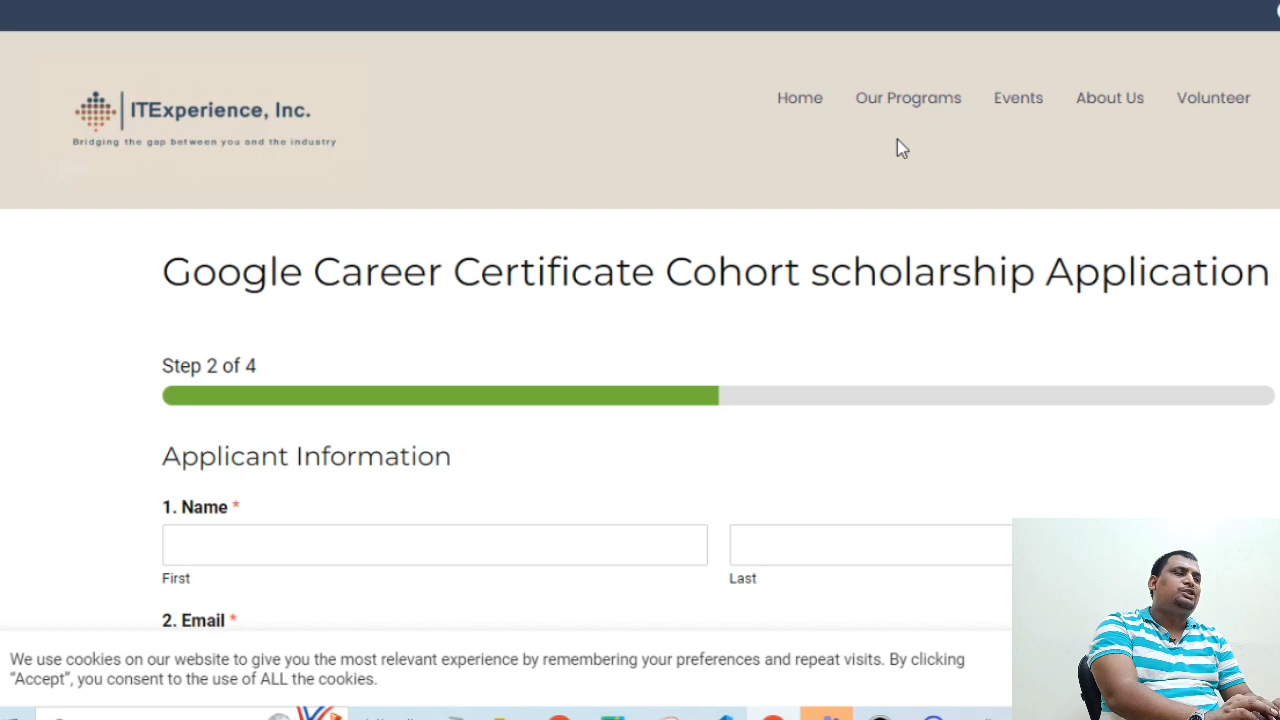 ITExperience, Inc.
Bridging the gap between you and the industry
Home Our Programs Events About Us Volunteer
Google Career Certificate Cohort scholarship Application
Step 2 of 4
Applicant Information
1. Name *
First Last
2. Email *
We use cookies on our website to give you the most relevant experience by remembering your preferences and repeat visits. By clicking
“Accept”, you consent to the use of ALL the cookies.